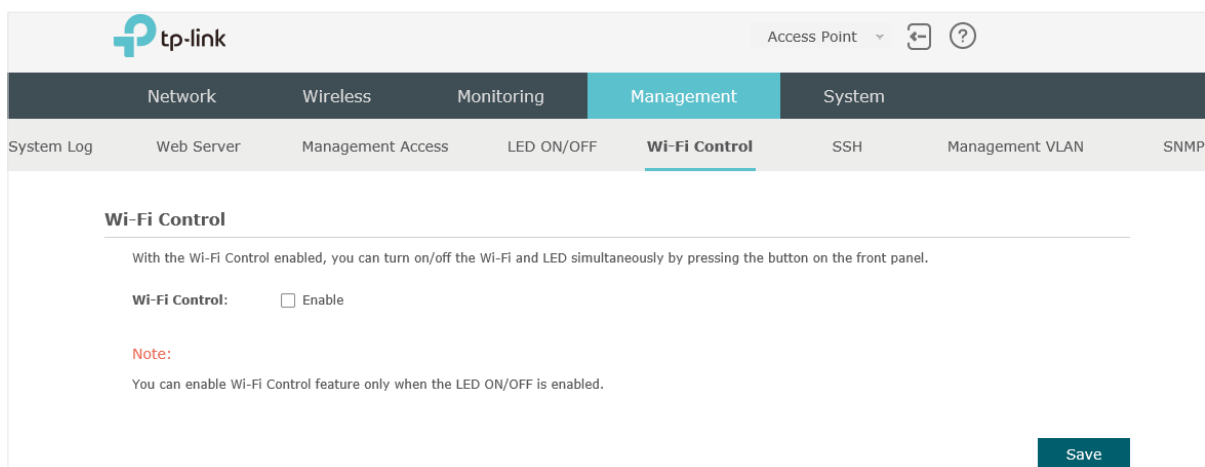 tp-link
Access Point
Network Wireless Monitoring Management System
System Log Web Server Management Access LED ON/OFF Wi-Fi Control SSH Management VLAN SNMP
Wi-Fi Control
With the Wi-Fi Control enabled, you can turn on/off the Wi-Fi and LED simultaneously by pressing the button on the front panel.
Wi-Fi Control: Enable
Note:
You can enable Wi-Fi Control feature only when the LED ON/OFF is enabled.
Save